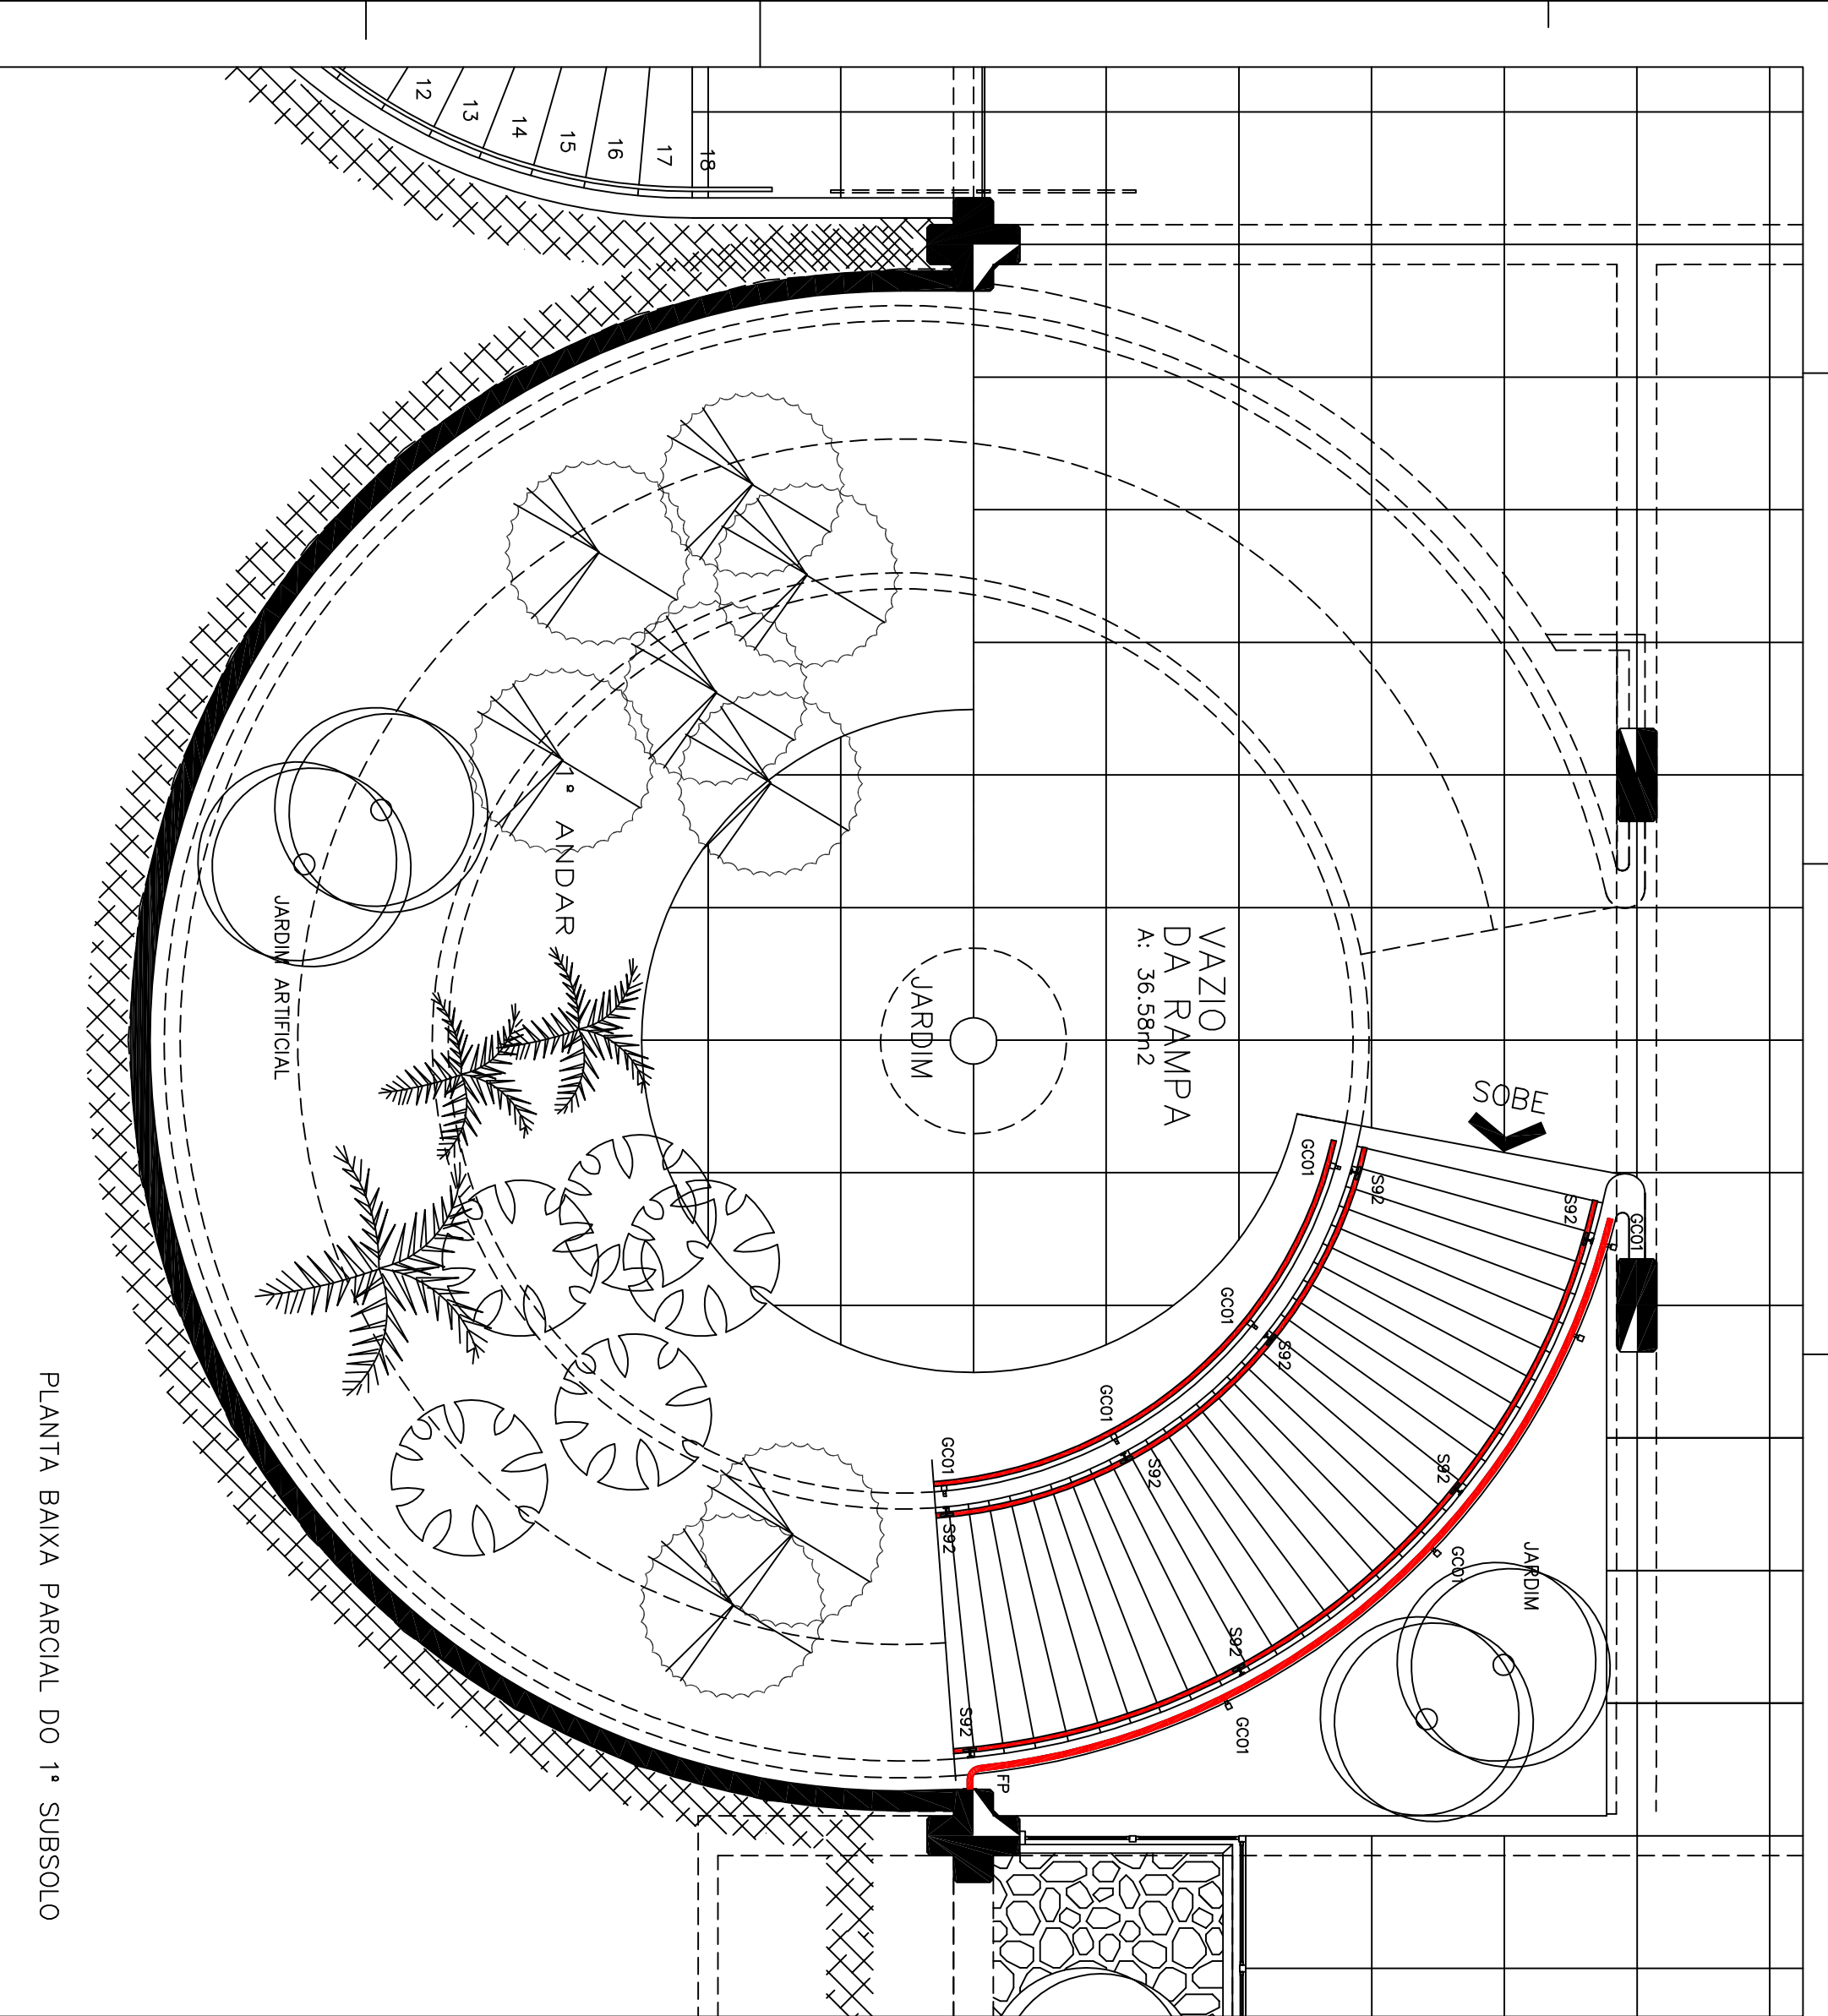 12
13
14
15
16
17
18
1º ANDAR
JARDIM ARTIFICIAL
VAZIO
DA RAMPA
A: 36.58m2
JARDIM
SOBE
GC01
S92
S92
GC01
GC01
S92
GC01
S92
GC01
S92
S92
GC01
JARDIM
S92
GC01
S92
FP
PLANTA BAIXA PARCIAL DO 1º SUBSOLO